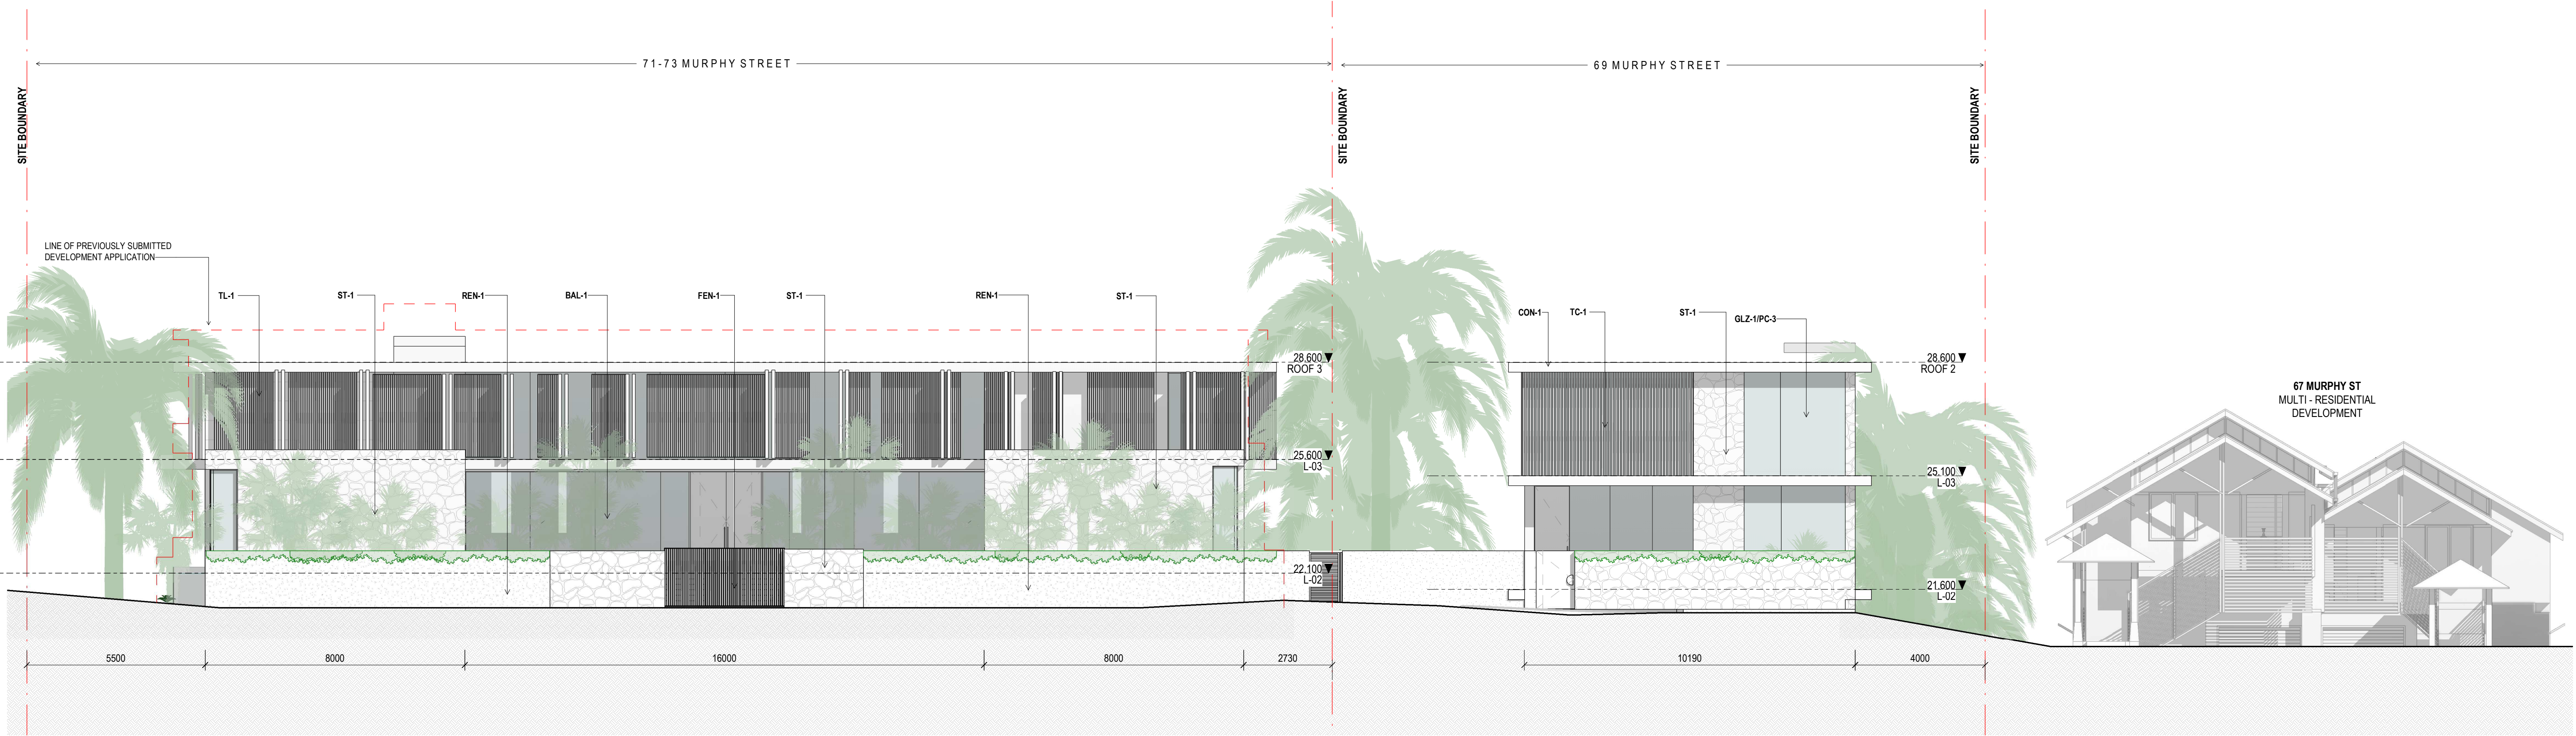 71-73 MURPHY STREET
69 MURPHY STREET
SITE BOUNDARY
SITE BOUNDARY
SITE BOUNDARY
LINE OF PREVIOUSLY SUBMITTED
DEVELOPMENT APPLICATION
TL-1
ST-1
REN-1
BAL-1
FEN-1
ST-1
REN-1
ST-1
CON-1
TC-1
ST-1
GLZ-1/PC-3
28,600
ROOF 3
25,600
L-03
22,100
L-02
28,600
ROOF 2
25,100
L-03
21,600
L-02
67 MURPHY ST
MULTI - RESIDENTIAL
DEVELOPMENT
5500
8000
16000
8000
2730
10190
4000